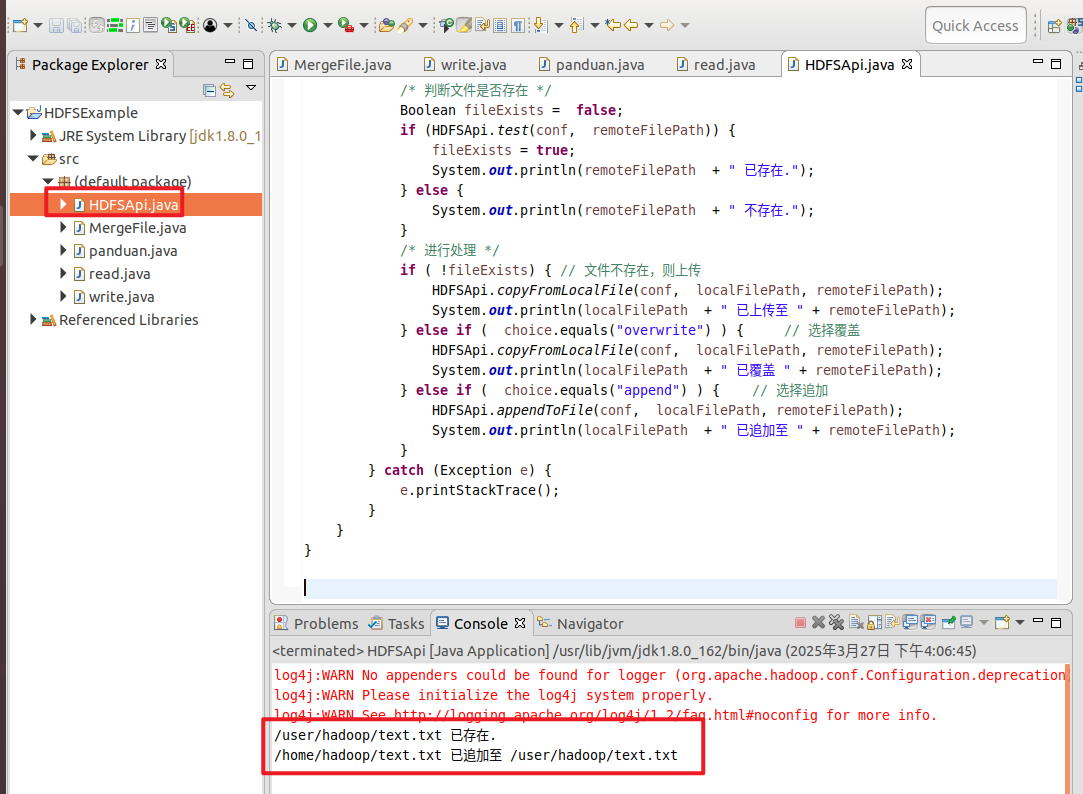 Quick Access
Package Explorer
HDFSExample
JRE System Library [jdk1.8.0_1
src
(default package)
HDFSApi.java
MergeFile.java
panduan.java
read.java
write.java
Referenced Libraries
MergeFile.java write.java panduan.java read.java HDFSApi.java
/* 判断文件是否存在 */
Boolean fileExists =  false;
if (HDFSApi.test(conf,  remoteFilePath)) {
fileExists = true;
System.out.println(remoteFilePath  + " 已存在.");
} else {
System.out.println(remoteFilePath  + " 不存在.");
}
/* 进行处理 */
if ( !fileExists) { // 文件不存在，则上传
HDFSApi.copyFromLocalFile(conf,  localFilePath, remoteFilePath);
System.out.println(localFilePath  + " 已上传至 " + remoteFilePath);
} else if (  choice.equals("overwrite") ) {     // 选择覆盖
HDFSApi.copyFromLocalFile(conf,  localFilePath, remoteFilePath);
System.out.println(localFilePath  + " 已覆盖 " + remoteFilePath);
} else if (  choice.equals("append") ) {    // 选择追加
HDFSApi.appendToFile(conf,  localFilePath, remoteFilePath);
System.out.println(localFilePath  + " 已追加至 " + remoteFilePath);
}
} catch (Exception e) {
e.printStackTrace();
}
}
}
Problems Tasks Console Navigator
<terminated> HDFSApi [Java Application] /usr/lib/jvm/jdk1.8.0_162/bin/java (2025年3月27日 下午4:06:45)
log4j:WARN No appenders could be found for logger (org.apache.hadoop.conf.Configuration.deprecation
log4j:WARN Please initialize the log4j system properly.
log4j:WARN See http://logging.apache.org/log4j/1.2/faq.html#noconfig for more info.
/user/hadoop/text.txt 已存在.
/home/hadoop/text.txt 已追加至 /user/hadoop/text.txt